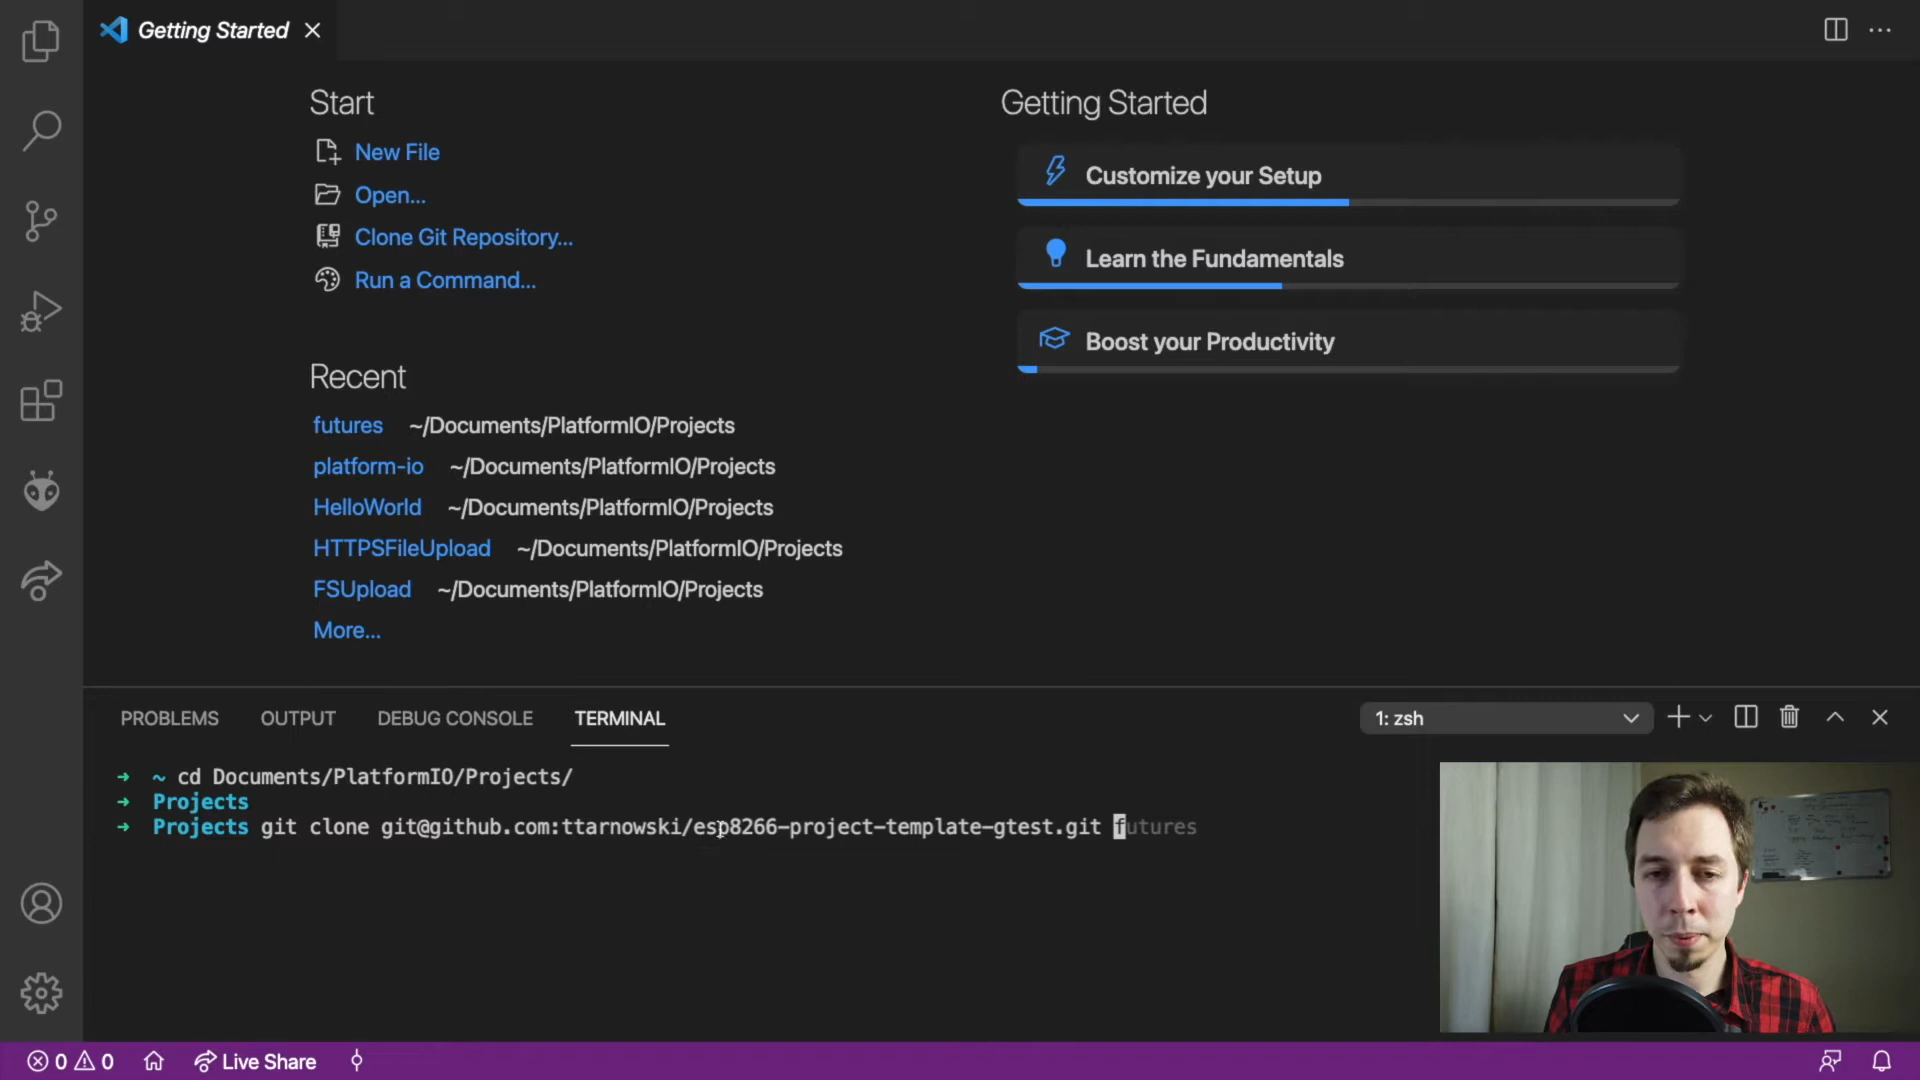 Getting Started
Start
New File
Open...
Clone Git Repository...
Run a Command...
Recent
futures ~/Documents/PlatformIO/Projects
platform-io ~/Documents/PlatformIO/Projects
HelloWorld ~/Documents/PlatformIO/Projects
HTTPSFileUpload ~/Documents/PlatformIO/Projects
FSUpload ~/Documents/PlatformIO/Projects
More...
Getting Started
Customize your Setup
Learn the Fundamentals
Boost your Productivity
PROBLEMS OUTPUT DEBUG CONSOLE TERMINAL 1: zsh
➜ ~ cd Documents/PlatformIO/Projects/
➜ Projects
➜ Projects git clone git@github.com:ttarnowski/esp8266-project-template-gtest.git futures
0 0 Live Share